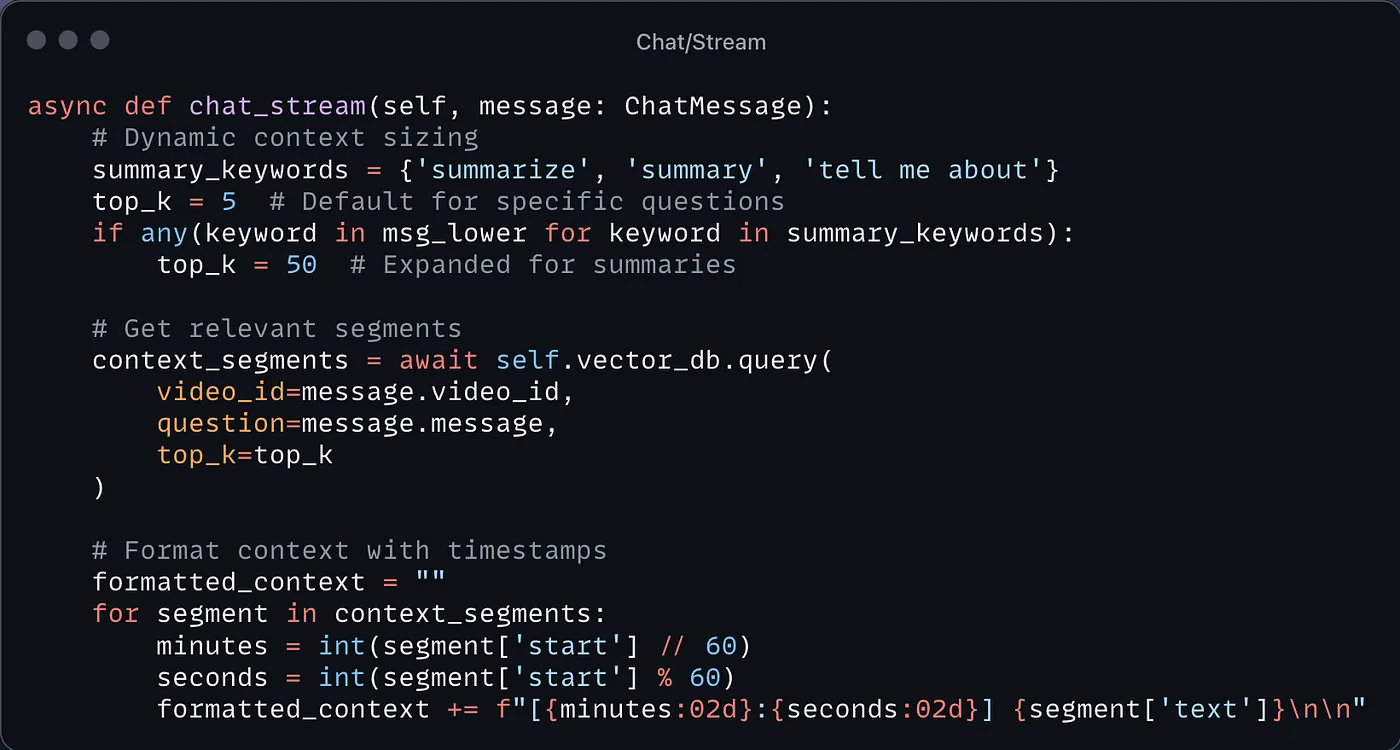 Chat/Stream
async def chat_stream(self, message: ChatMessage):
    # Dynamic context sizing
    summary_keywords = {'summarize', 'summary', 'tell me about'}
    top_k = 5  # Default for specific questions
    if any(keyword in msg_lower for keyword in summary_keywords):
        top_k = 50  # Expanded for summaries

    # Get relevant segments
    context_segments = await self.vector_db.query(
        video_id=message.video_id,
        question=message.message,
        top_k=top_k
    )

    # Format context with timestamps
    formatted_context = ""
    for segment in context_segments:
        minutes = int(segment['start'] // 60)
        seconds = int(segment['start'] % 60)
        formatted_context += f"[{minutes:02d}:{seconds:02d}] {segment['text']}\n\n"